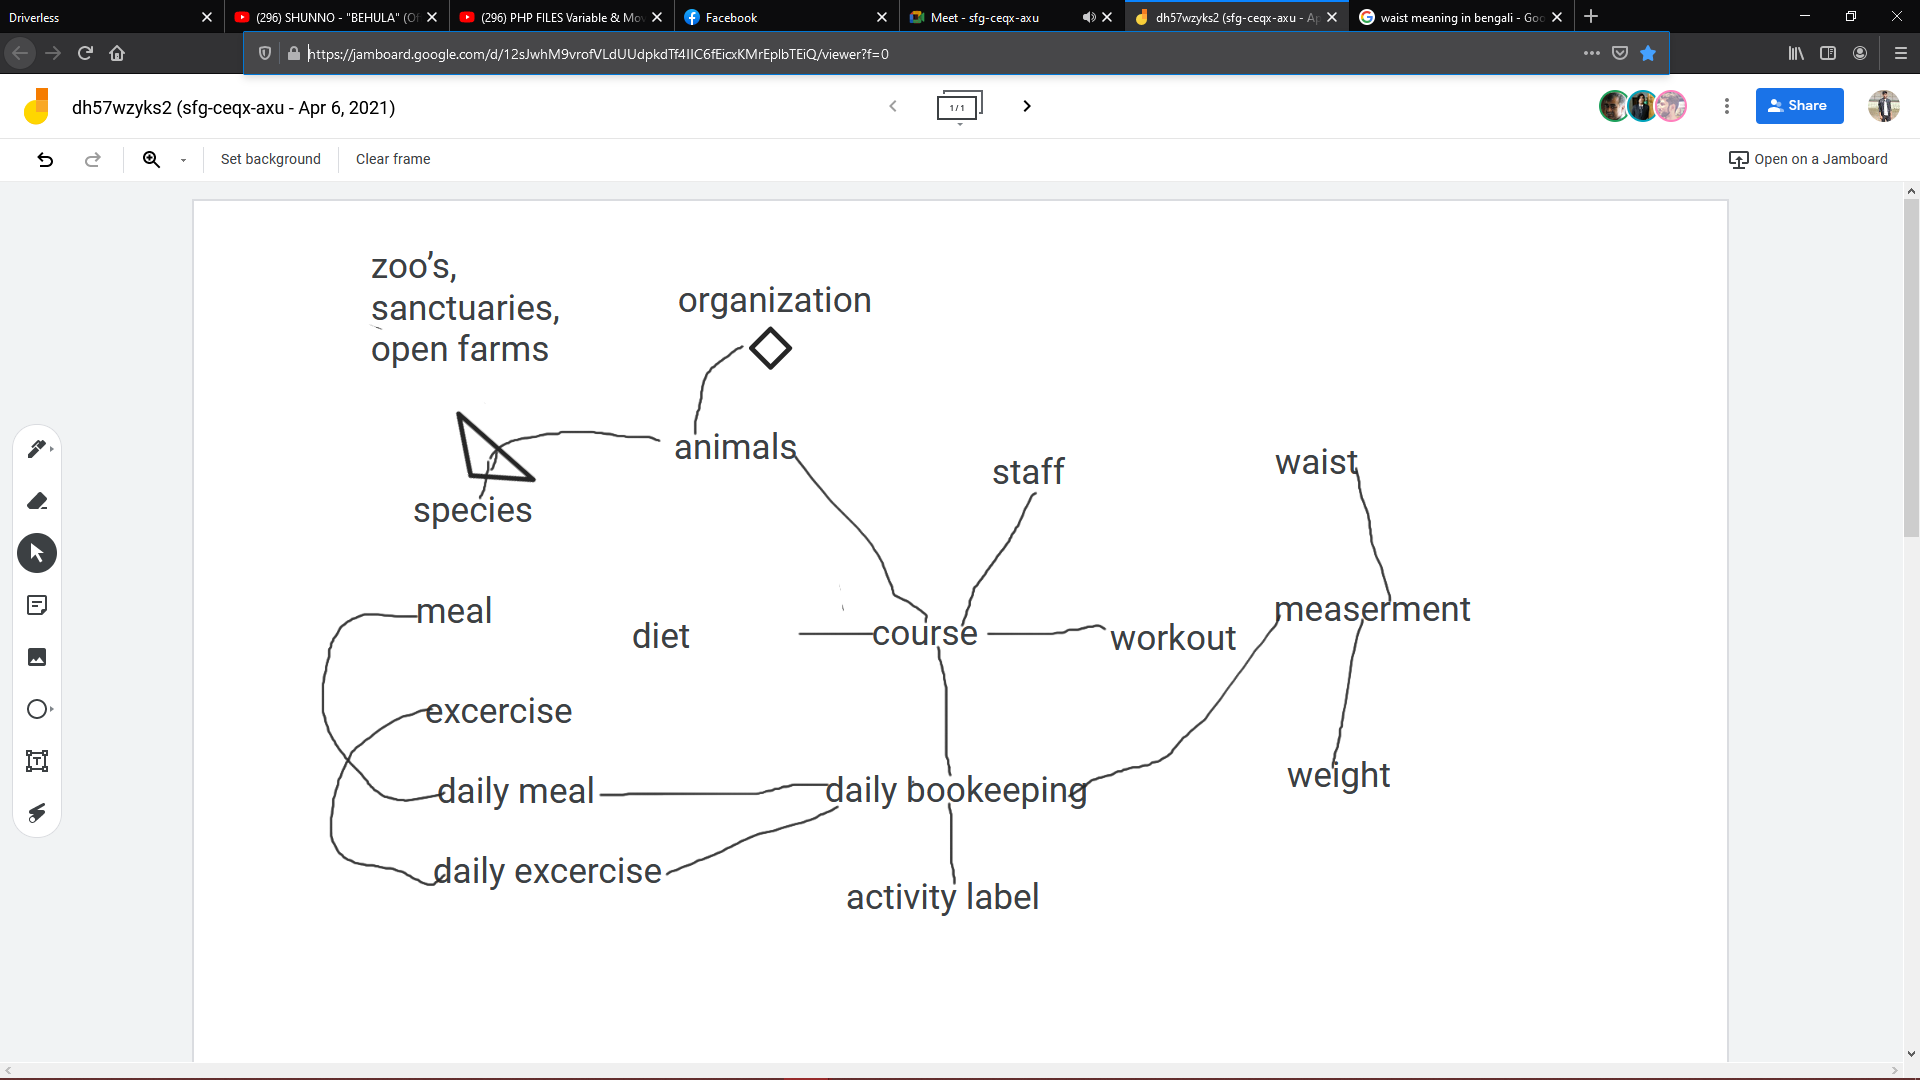 Driverless
(296) SHUNNO - "BEHULA" (Of
(296) PHP FILES Variable & Mov
Facebook
Meet - sfg-ceqx-axu
dh57wzyks2 (sfg-ceqx-axu - Ap
waist meaning in bengali - Goo
https://jamboard.google.com/d/12sJwhM9vrofVLdUUdpkdTf4IIC6fEicxKMrEplbTEiQ/viewer?f=0
dh57wzyks2 (sfg-ceqx-axu - Apr 6, 2021)
1/1
Share
Set background
Clear frame
Open on a Jamboard
zoo's,
sanctuaries,
open farms
organization
animals
species
staff
waist
meal
diet
course
workout
measerment
excercise
daily meal
daily bookeeping
weight
daily excercise
activity label